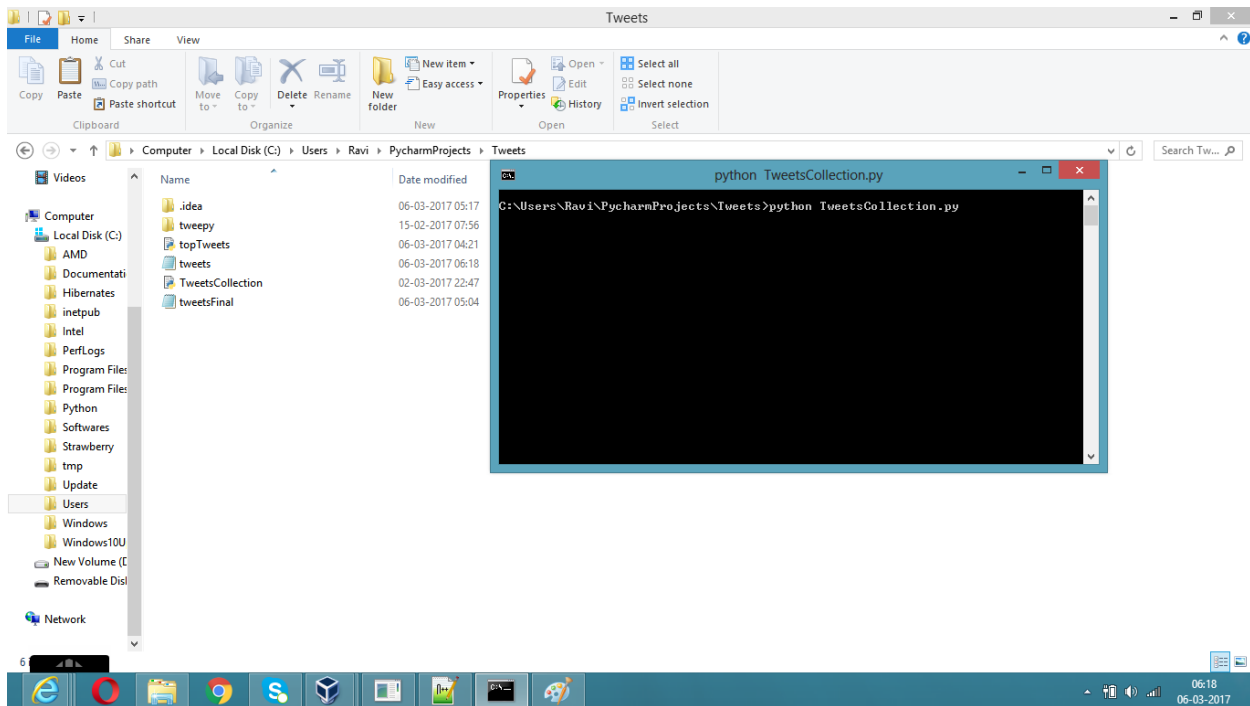 Tweets
File Home Share View
Copy
Paste
Cut
Copy path
Paste shortcut
Clipboard
Move to
Copy to
Delete
Rename
Organize
New folder
New item
Easy access
New
Properties
Open
Edit
History
Open
Select all
Select none
Invert selection
Select
Computer Local Disk (C:) Users Ravi PycharmProjects Tweets
Search Tw...
Videos
Computer
Local Disk (C:)
AMD
Documentati
Hibernates
inetpub
Intel
PerfLogs
Program Files
Program Files
Python
Softwares
Strawberry
tmp
Update
Users
Windows
Windows10U
New Volume (D
Removable Disl
Network
Name Date modified
.idea 06-03-2017 05:17
tweepy 15-02-2017 07:56
topTweets 06-03-2017 04:21
tweets 06-03-2017 06:18
TweetsCollection 02-03-2017 22:47
tweetsFinal 06-03-2017 05:04
python TweetsCollection.py
C:\Users\Ravi\PycharmProjects\Tweets>python TweetsCollection.py
6
06:18
06-03-2017